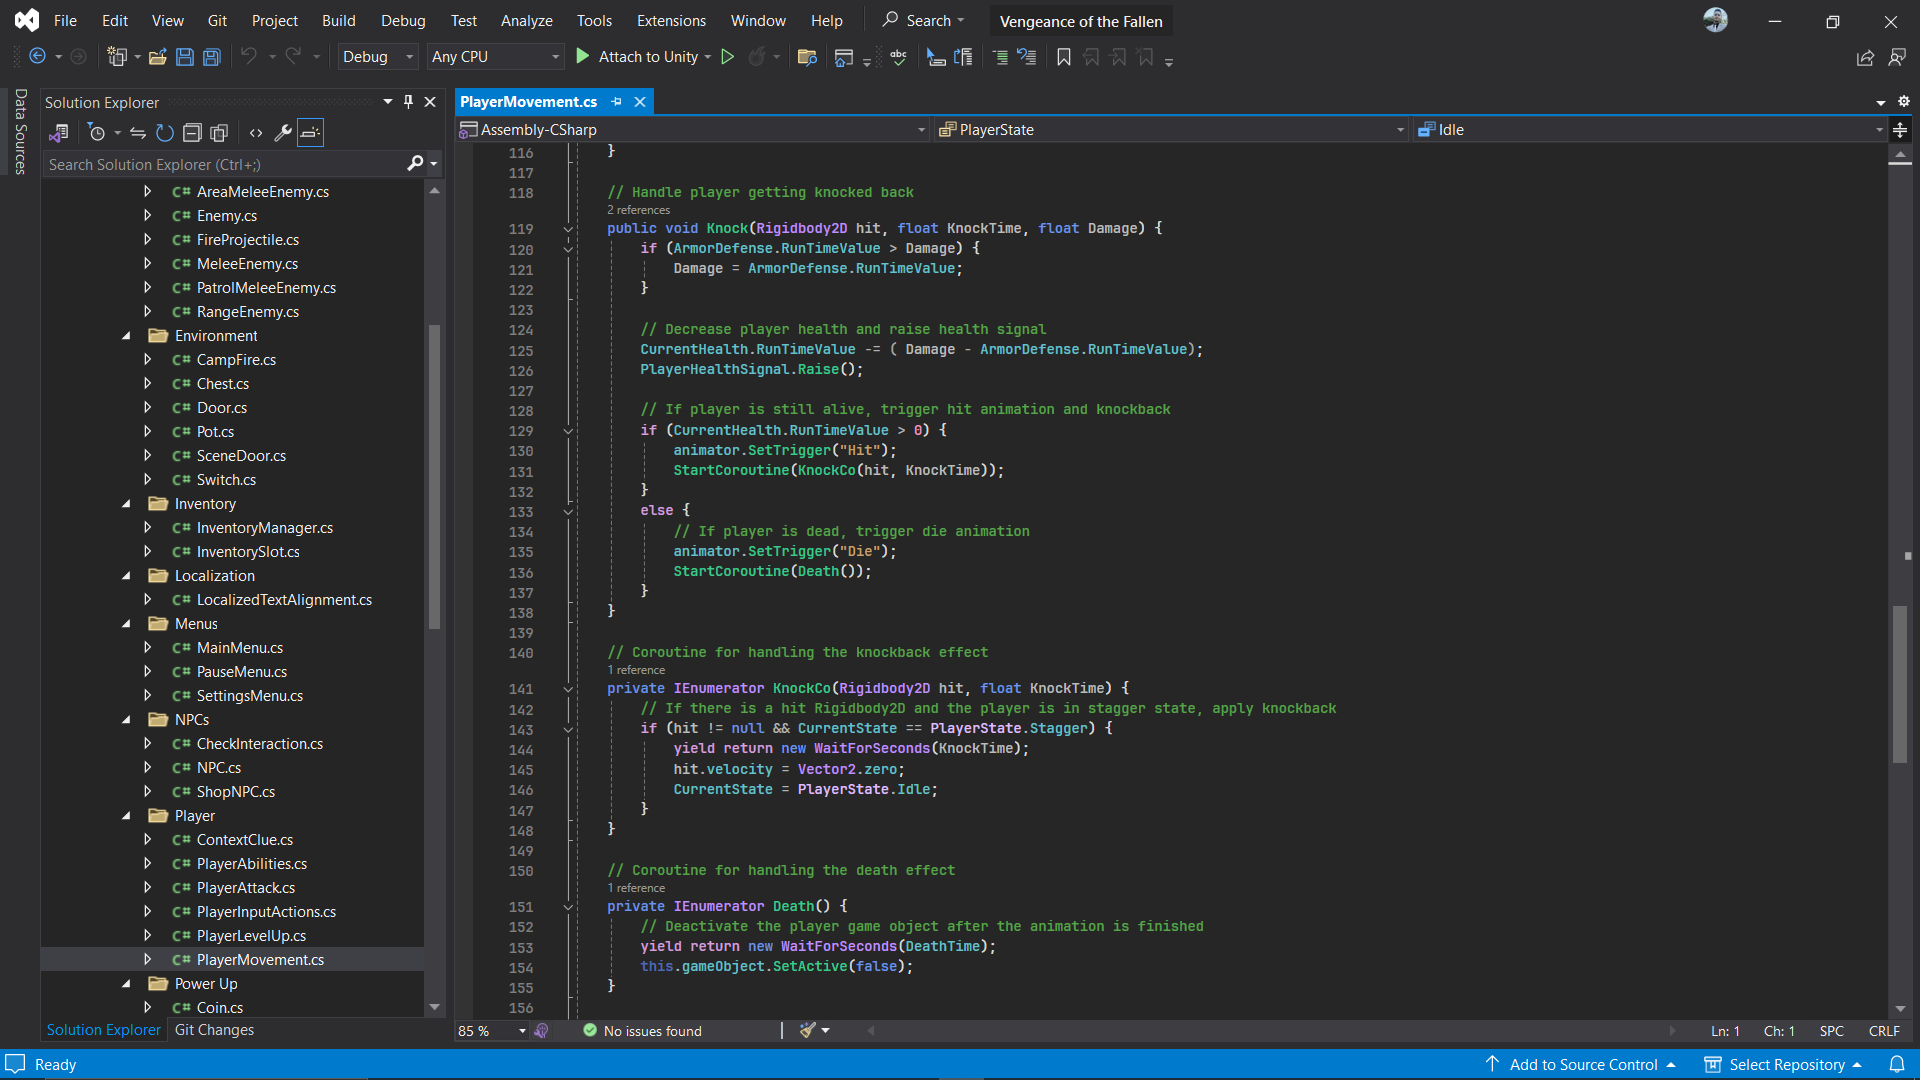 File Edit View Git Project Build Debug Test Analyze Tools Extensions Window Help Search Vengeance of the Fallen
Debug Any CPU Attach to Unity
Data Sources
Solution Explorer
Search Solution Explorer (Ctrl+;)
C# AreaMeleeEnemy.cs
C# Enemy.cs
C# FireProjectile.cs
C# MeleeEnemy.cs
C# PatrolMeleeEnemy.cs
C# RangeEnemy.cs
Environment
C# CampFire.cs
C# Chest.cs
C# Door.cs
C# Pot.cs
C# SceneDoor.cs
C# Switch.cs
Inventory
C# InventoryManager.cs
C# InventorySlot.cs
Localization
C# LocalizedTextAlignment.cs
Menus
C# MainMenu.cs
C# PauseMenu.cs
C# SettingsMenu.cs
NPCs
C# CheckInteraction.cs
C# NPC.cs
C# ShopNPC.cs
Player
C# ContextClue.cs
C# PlayerAbilities.cs
C# PlayerAttack.cs
C# PlayerInputActions.cs
C# PlayerLevelUp.cs
C# PlayerMovement.cs
Power Up
C# Coin.cs
Solution Explorer Git Changes
PlayerMovement.cs
Assembly-CSharp PlayerState Idle
116 }
117
118 // Handle player getting knocked back
2 references
119 public void Knock(Rigidbody2D hit, float KnockTime, float Damage) {
120 if (ArmorDefense.RunTimeValue > Damage) {
121 Damage = ArmorDefense.RunTimeValue;
122 }
123
124 // Decrease player health and raise health signal
125 CurrentHealth.RunTimeValue -= ( Damage - ArmorDefense.RunTimeValue);
126 PlayerHealthSignal.Raise();
127
128 // If player is still alive, trigger hit animation and knockback
129 if (CurrentHealth.RunTimeValue > 0) {
130 animator.SetTrigger("Hit");
131 StartCoroutine(KnockCo(hit, KnockTime));
132 }
133 else {
134 // If player is dead, trigger die animation
135 animator.SetTrigger("Die");
136 StartCoroutine(Death());
137 }
138 }
139
140 // Coroutine for handling the knockback effect
1 reference
141 private IEnumerator KnockCo(Rigidbody2D hit, float KnockTime) {
142 // If there is a hit Rigidbody2D and the player is in stagger state, apply knockback
143 if (hit != null && CurrentState == PlayerState.Stagger) {
144 yield return new WaitForSeconds(KnockTime);
145 hit.velocity = Vector2.zero;
146 CurrentState = PlayerState.Idle;
147 }
148 }
149
150 // Coroutine for handling the death effect
1 reference
151 private IEnumerator Death() {
152 // Deactivate the player game object after the animation is finished
153 yield return new WaitForSeconds(DeathTime);
154 this.gameObject.SetActive(false);
155 }
156
85 % No issues found Ln: 1 Ch: 1 SPC CRLF
Ready Add to Source Control Select Repository